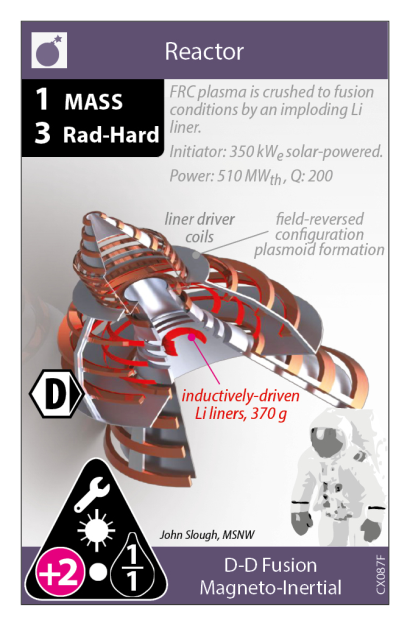 Reactor
1 MASS
3 Rad-Hard
FRC plasma is crushed to fusion
conditions by an imploding Li
liner.
Initiator: 350 kWe solar-powered.
Power: 510 MWth, Q: 200
liner driver
coils
field-reversed
configuration
plasmoid formation
D
inductively-driven
Li liners, 370 g
John Slough, MSNW
+2
1
1
D-D Fusion
Magneto-Inertial
CX087F